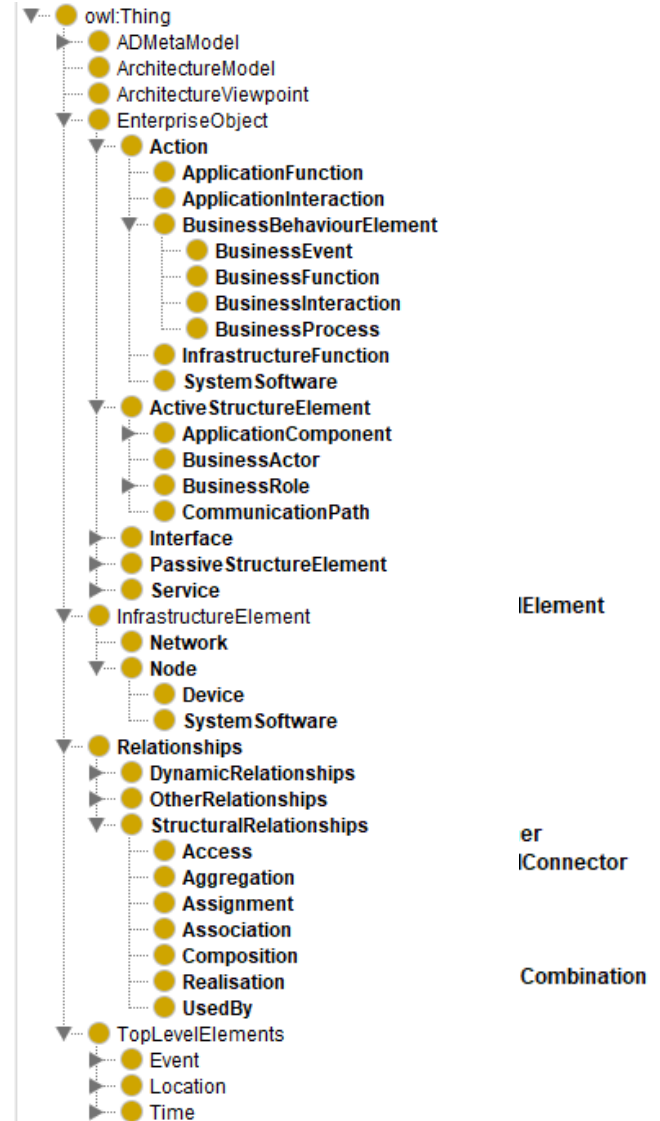 owl:Thing
ADMetaModel
ArchitectureModel
ArchitectureViewpoint
EnterpriseObject
Action
ApplicationFunction
ApplicationInteraction
BusinessBehaviourElement
BusinessEvent
BusinessFunction
BusinessInteraction
BusinessProcess
InfrastructureFunction
SystemSoftware
ActiveStructureElement
ApplicationComponent
BusinessActor
BusinessRole
CommunicationPath
Interface
PassiveStructureElement
Service
InfrastructureElement
Network
Node
Device
SystemSoftware
Relationships
DynamicRelationships
OtherRelationships
StructuralRelationships
Access
Aggregation
Assignment
Association
Composition
Realisation
UsedBy
TopLevelElements
Event
Location
Time
Element
er
Connector
Combination